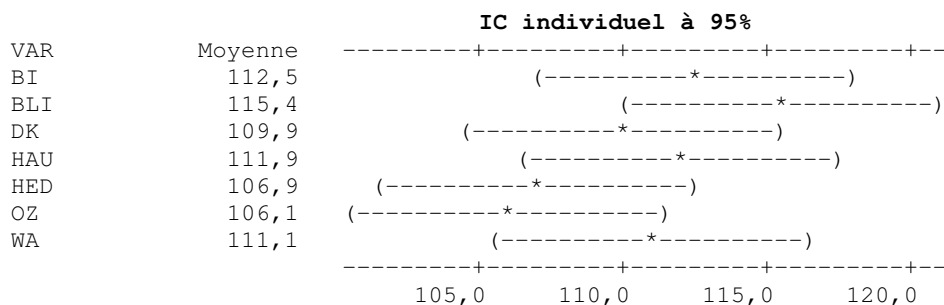 IC individuel à 95%
VAR Moyenne ---------+---------+---------+---------+--
BI 112,5 (----------*----------)
BLI 115,4 (----------*----------)
DK 109,9 (----------*----------)
HAU 111,9 (----------*----------)
HED 106,9 (----------*----------)
OZ 106,1 (----------*----------)
WA 111,1 (----------*----------)
---------+---------+---------+---------+--
105,0 110,0 115,0 120,0